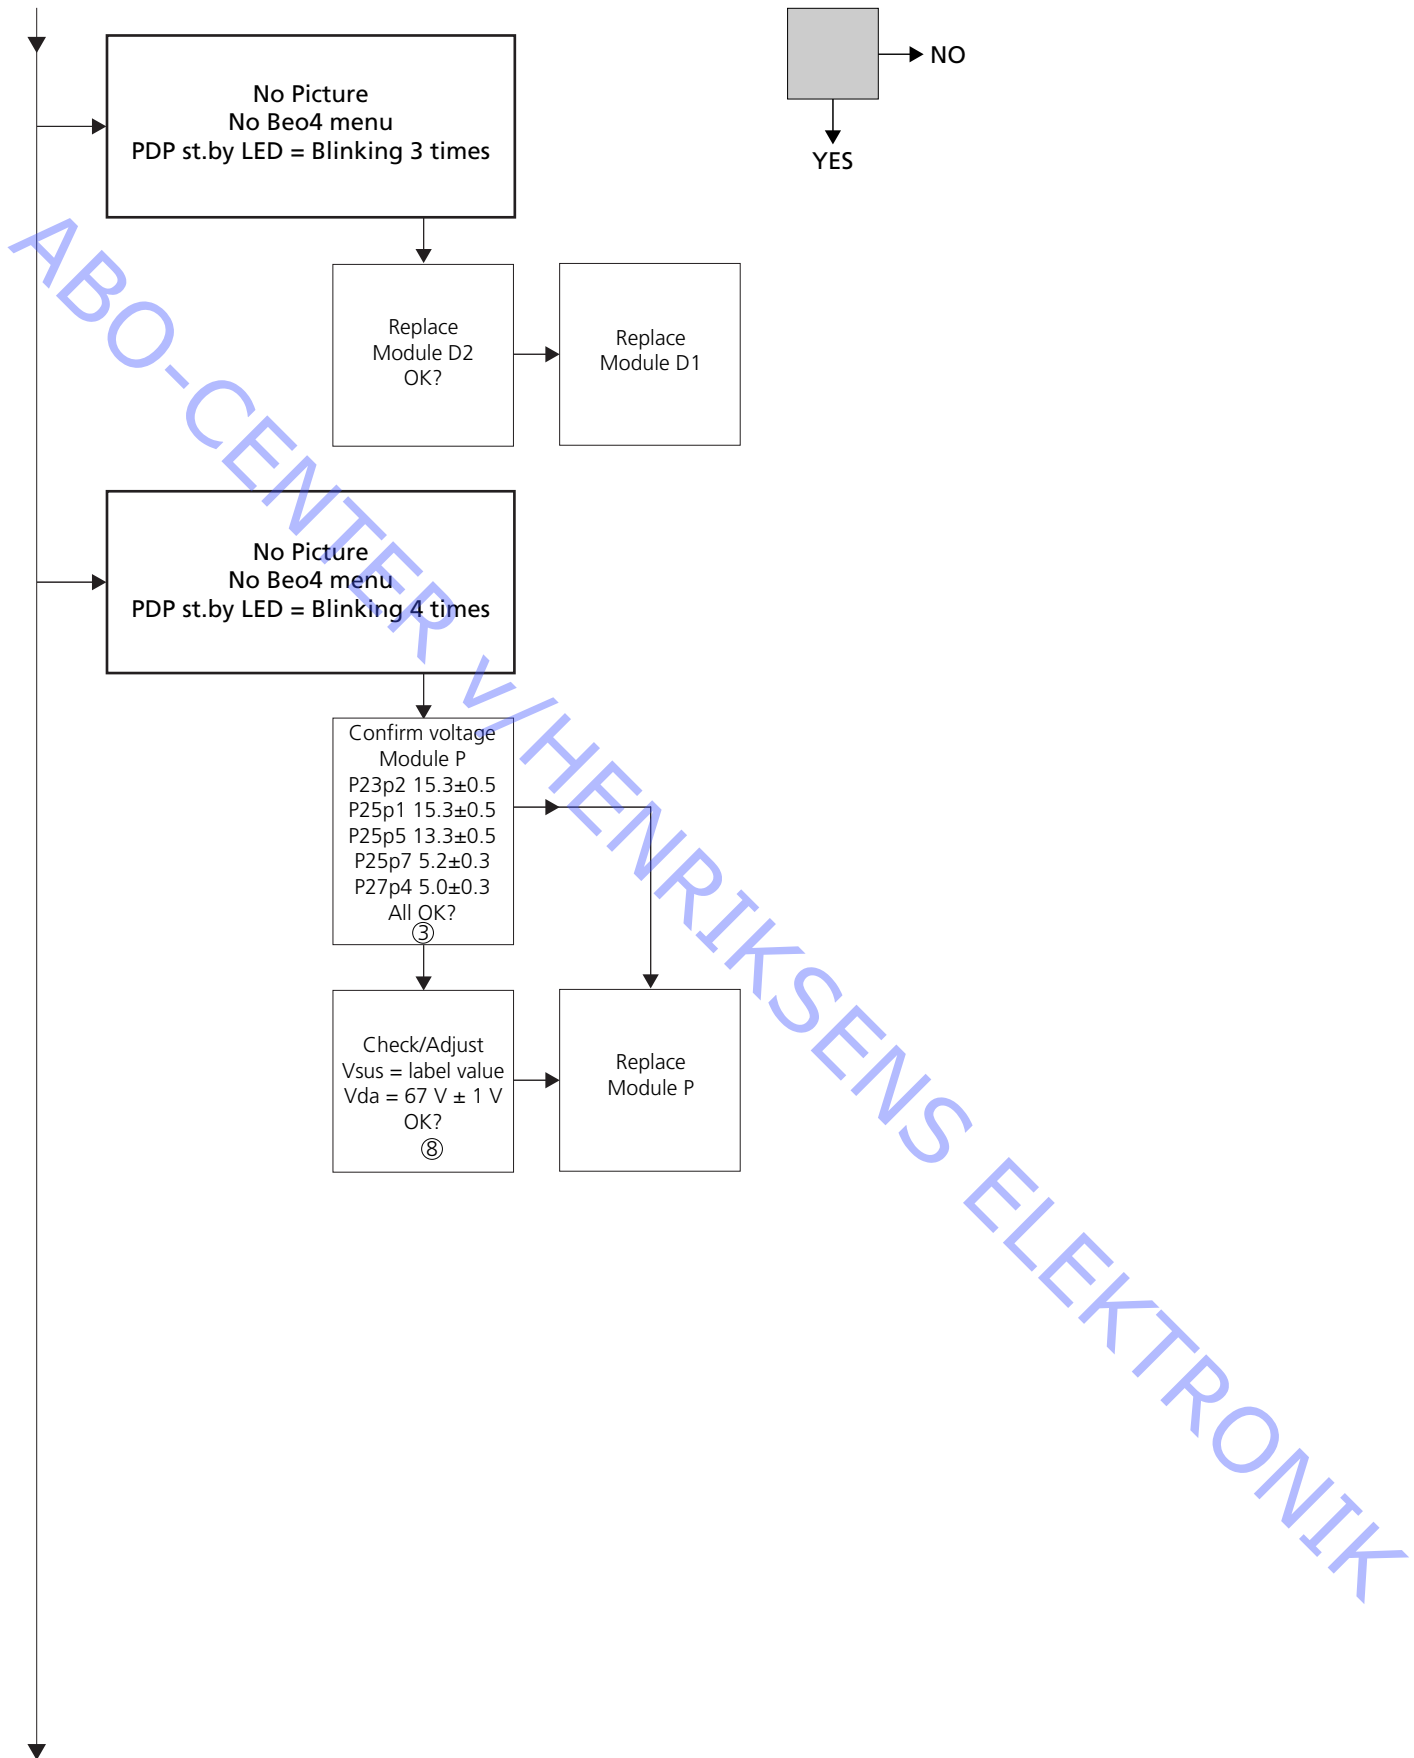 No Picture
No Beo4 menu
PDP st.by LED = Blinking 3 times
NO
YES
Replace
Module D2
OK?
Replace
Module D1
No Picture
No Beo4 menu
PDP st.by LED = Blinking 4 times
Confirm voltage
Module P
P23p2 15.3±0.5
P25p1 15.3±0.5
P25p5 13.3±0.5
P25p7 5.2±0.3
P27p4 5.0±0.3
All OK?
③
Check/Adjust
Vsus = label value
Vda = 67 V ± 1 V
OK?
⑧
Replace
Module P
ABO-CENTER v/HENRIKSENS ELEKTRONIK